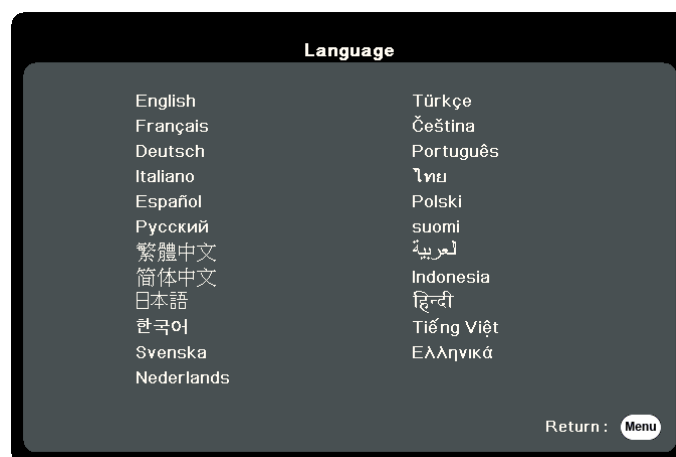 Language
English
Français
Deutsch
Italiano
Español
Русский
繁體中文
简体中文
日本語
한국어
Svenska
Nederlands
Türkçe
Čeština
Português
ไทย
Polski
suomi
العربية
Indonesia
हिन्दी
Tiếng Việt
Ελληνικά
Return : Menu